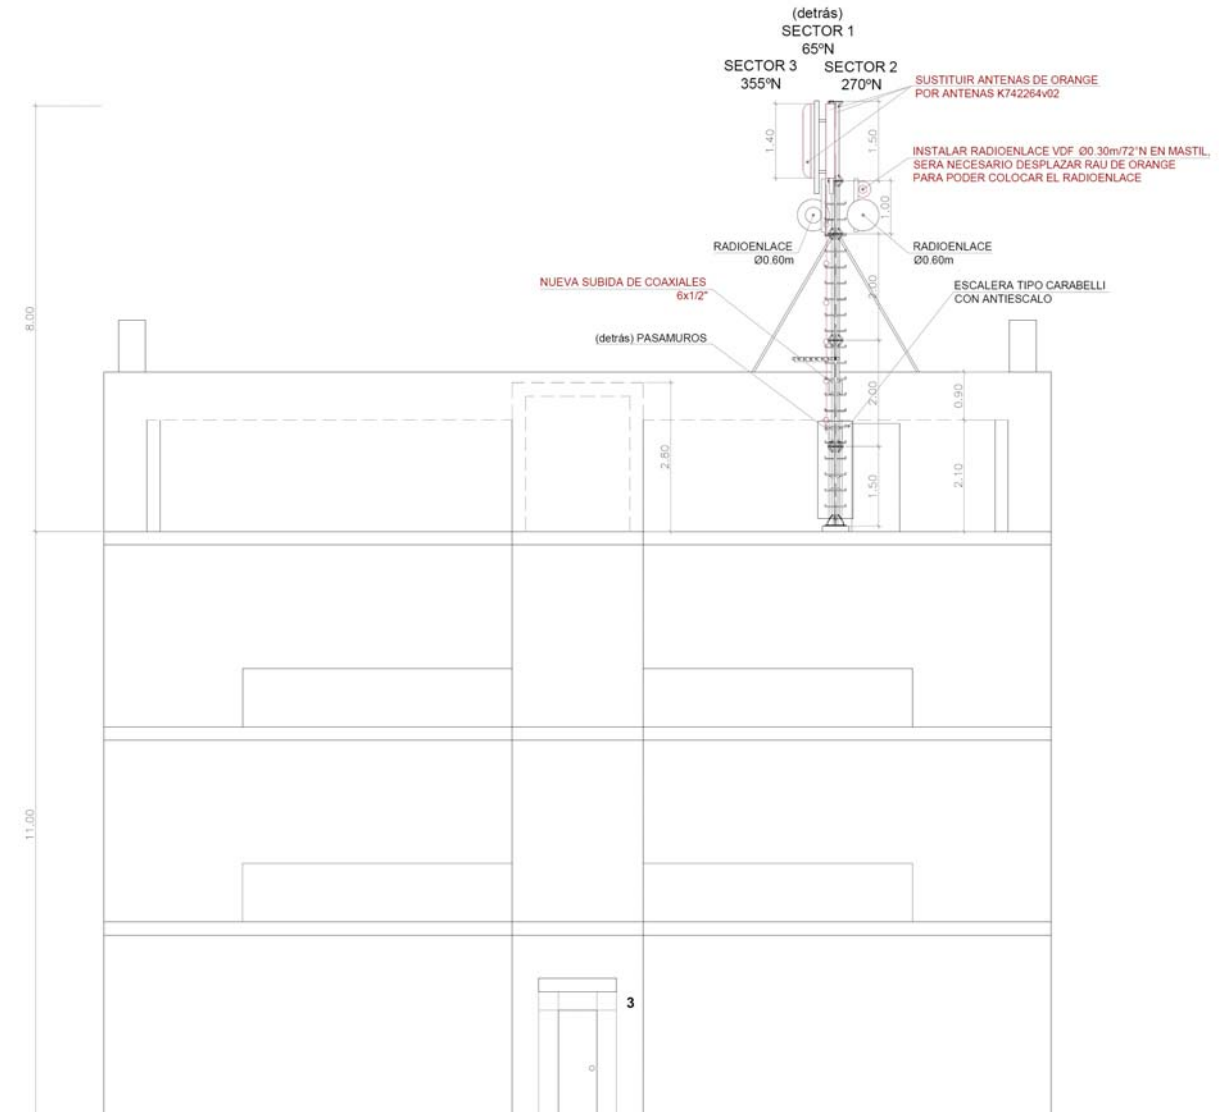 (detrás)
SECTOR 1
65ºN
SECTOR 3
355ºN
SECTOR 2
270ºN
SUSTITUIR ANTENAS DE ORANGE
POR ANTENAS K742264v02
1.40
1.50
INSTALAR RADIOENLACE VDF Ø0.30m/72°N EN MASTIL,
SERA NECESARIO DESPLAZAR RAU DE ORANGE
PARA PODER COLOCAR EL RADIOENLACE
1.00
RADIOENLACE
Ø0.60m
RADIOENLACE
Ø0.60m
NUEVA SUBIDA DE COAXIALES
6x1/2"
2.00
ESCALERA TIPO CARABELLI
CON ANTIESCALO
8.00
(detrás) PASAMUROS
2.00
0.90
2.80
1.50
2.10
11.00
3